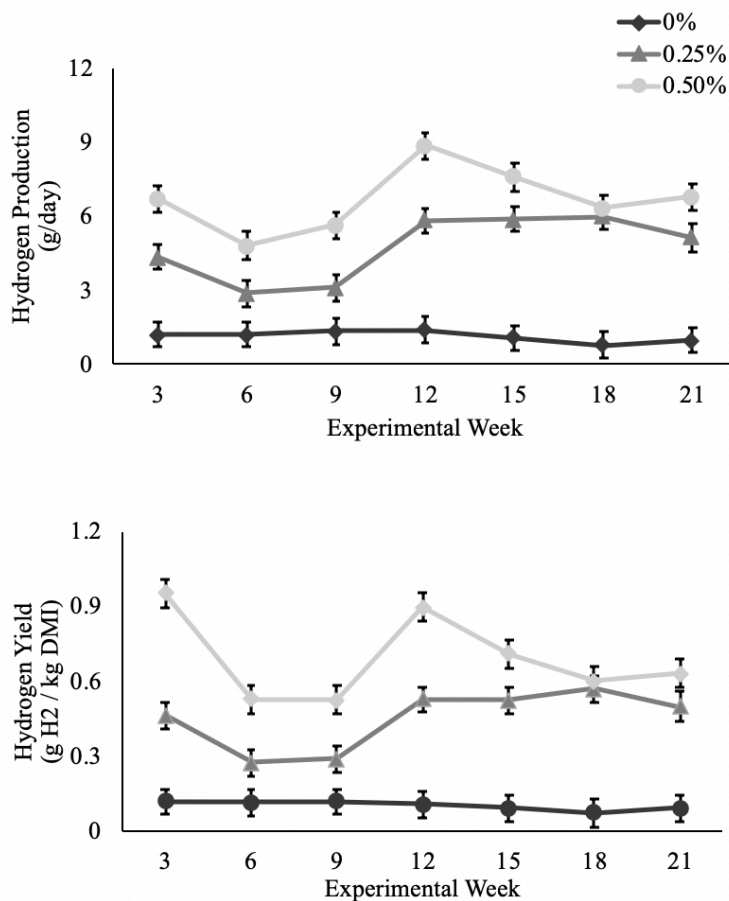 0%
0.25%
0.50%
Hydrogen Production
(g/day)
12
9
6
3
0
3 6 9 12 15 18 21
Experimental Week
Hydrogen Yield
(g H2 / kg DMI)
1.2
0.9
0.6
0.3
0
3 6 9 12 15 18 21
Experimental Week